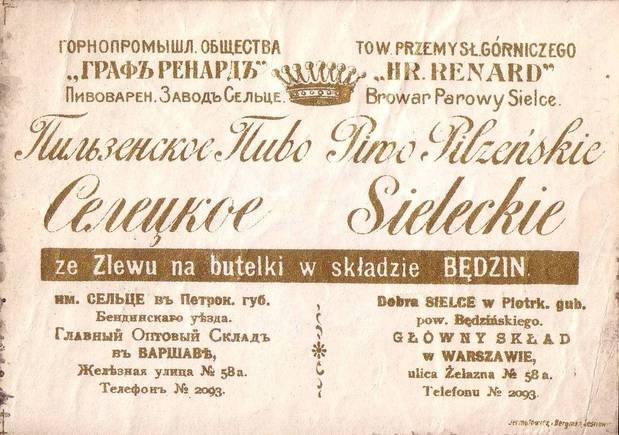 ГОРНОПРОМЫШЛ. ОБЩЕСТВА
„ГРАФЪ РЕНАРДЪ"
ПИВОВАРЕН. ЗАВОДЪ СЕЛЬЦЕ.
TOW. PRZEMYSŁ. GÓRNICZEGO
„HR. RENARD"
Browar Parowy Sielce.
Пильзенское Пиво Piwo Pilzeńskie
Селецкое Sieleckie
ze Zlewu na butelki w składzie BĘDZIN.
им. СЕЛЬЦЕ въ Петрок. губ.
Бендинскаго уѣзда.
Главный Оптовый Складъ
въ ВАРШАВѢ,
Желѣзная улица № 58а.
Телефонъ № 2093.
Dobra SIELCE w Piotrk. gub.
pow. Będzińskiego.
GŁÓWNY SKŁAD
w WARSZAWIE,
ulica Żelazna № 58a.
Telefonu № 2093.